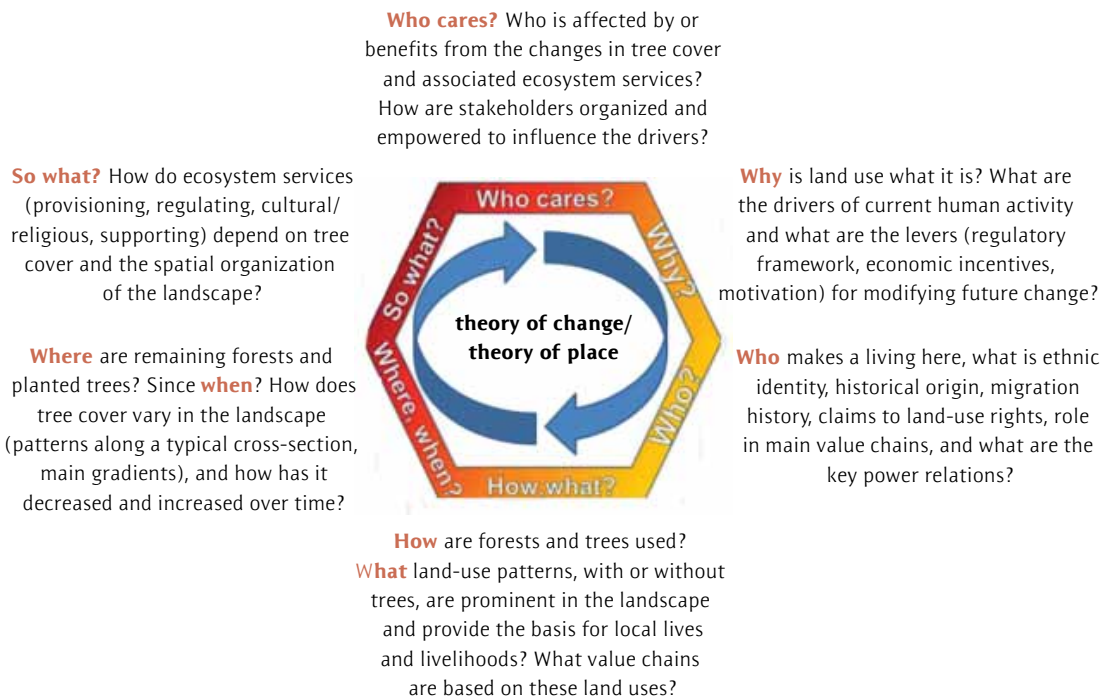 Who cares? Who is affected by or
benefits from the changes in tree cover
and associated ecosystem services?
How are stakeholders organized and
empowered to influence the drivers?
So what? How do ecosystem services
(provisioning, regulating, cultural/
religious, supporting) depend on tree
cover and the spatial organization
of the landscape?
Why is land use what it is? What are
the drivers of current human activity
and what are the levers (regulatory
framework, economic incentives,
motivation) for modifying future change?
Who cares?
Why?
Who?
How.what?
Where, when?
So what?
theory of change/
theory of place
Where are remaining forests and
planted trees? Since when? How does
tree cover vary in the landscape
(patterns along a typical cross-section,
main gradients), and how has it
decreased and increased over time?
Who makes a living here, what is ethnic
identity, historical origin, migration
history, claims to land-use rights, role
in main value chains, and what are the
key power relations?
How are forests and trees used?
What land-use patterns, with or without
trees, are prominent in the landscape
and provide the basis for local lives
and livelihoods? What value chains
are based on these land uses?